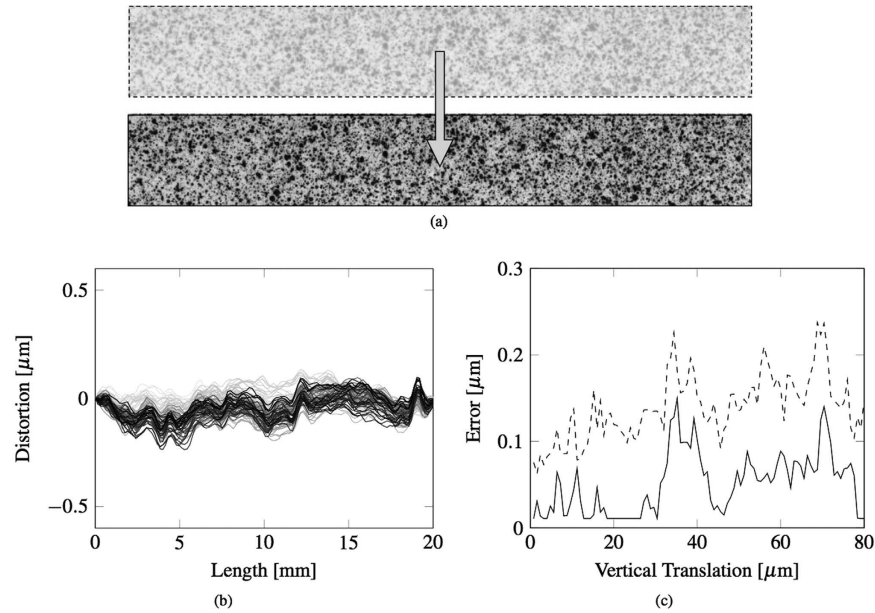 (a)
0.5
0
−0.5
Distortion [μm]
0 5 10 15 20
Length [mm]
(b)
0.3
0.2
0.1
0
Error [μm]
0 20 40 60 80
Vertical Translation [μm]
(c)